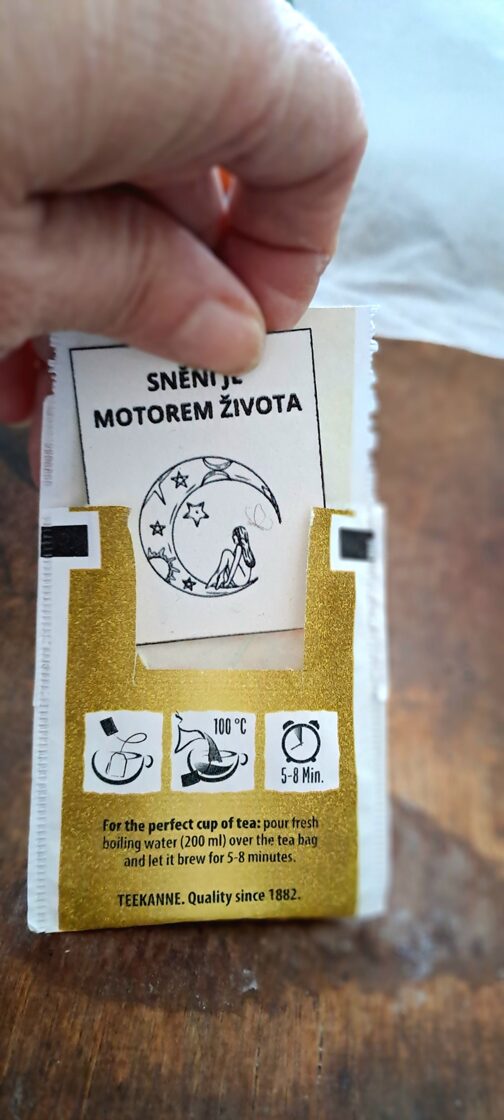 SNĚNÍ JE
MOTOREM ŽIVOTA
100 °C
5-8 Min.
For the perfect cup of tea: pour fresh
boiling water (200 ml) over the tea bag
and let it brew for 5-8 minutes.
TEEKANNE. Quality since 1882.